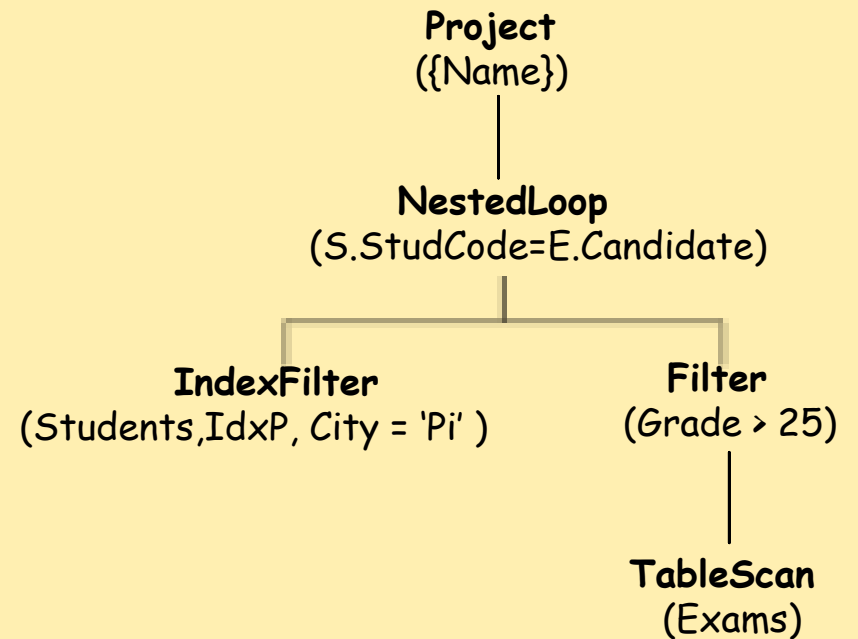 Project
({Name})
NestedLoop
(S.StudCode=E.Candidate)
IndexFilter
(Students,IdxP, City = ‘Pi’ )
Filter
(Grade > 25)
TableScan
(Exams)